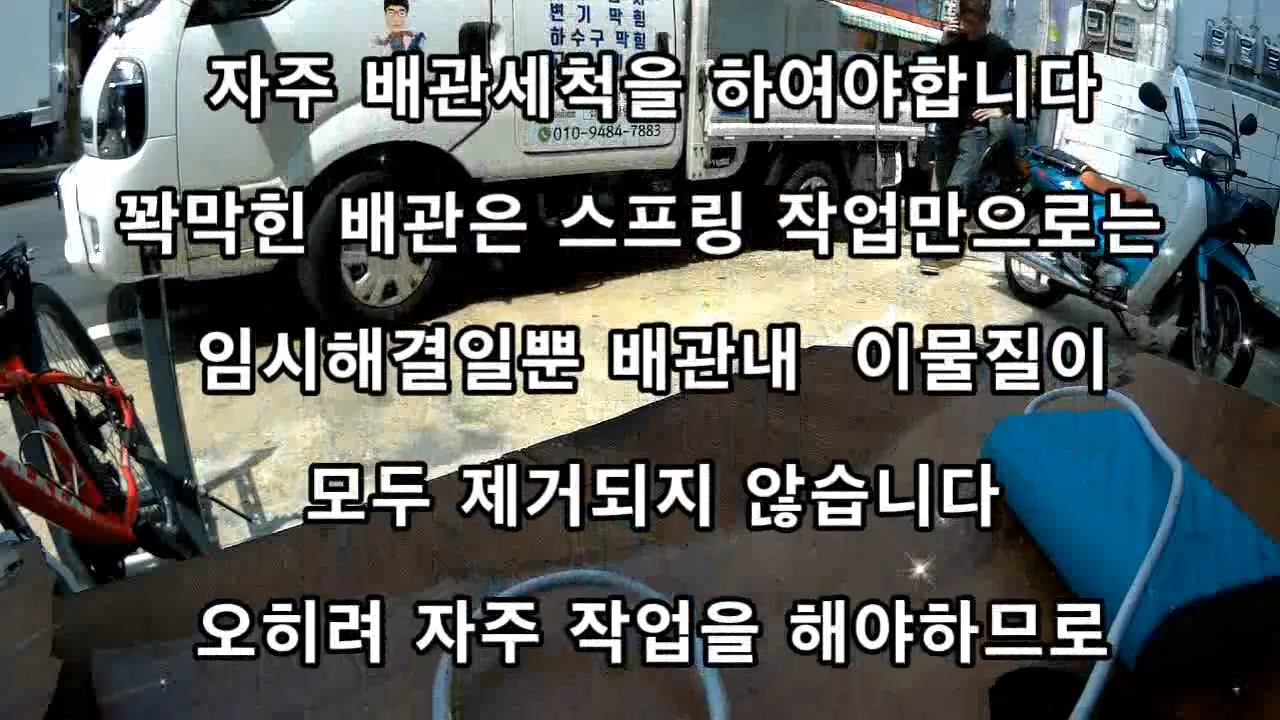 변기막힘
하수구막힘
010-9484-7883
자주 배관세척을 하여야합니다
꽉막힌 배관은 스프링 작업만으로는
임시해결일뿐 배관내 이물질이
모두 제거되지 않습니다
오히려 자주 작업을 해야하므로